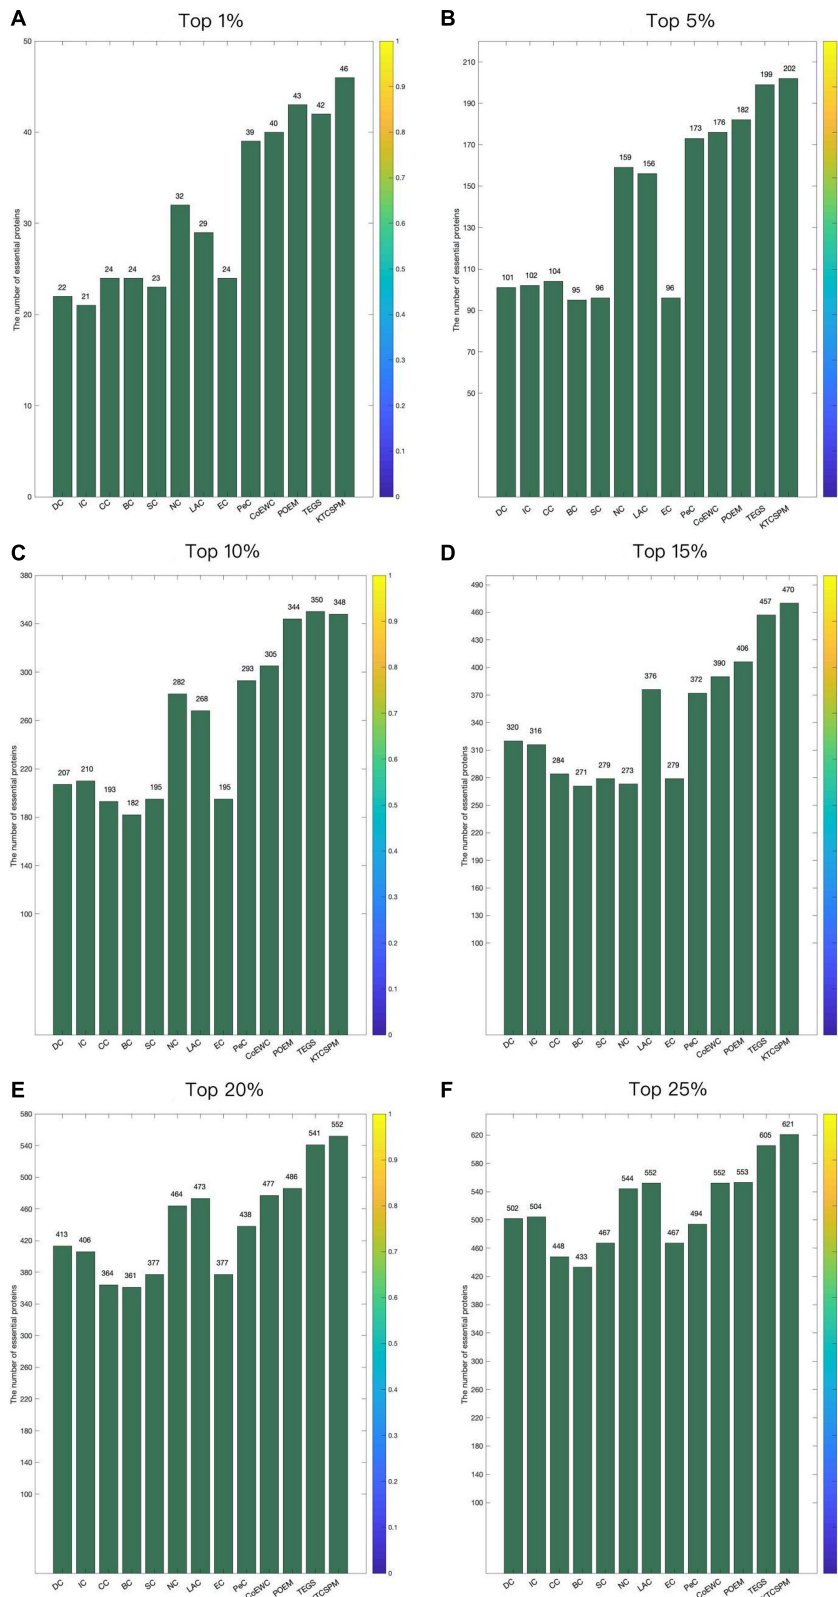 A
Top 1%
50
40
30
20
10
0
The number of essential proteins
22
21
24
24
23
32
29
24
39
40
43
42
46
DC
IC
CC
BC
SC
NC
LAC
EC
PeC
CoEWC
POEM
TEGS
KTCSPM
1
0.9
0.8
0.7
0.6
0.5
0.4
0.3
0.2
0.1
0
B
Top 5%
210
190
170
150
130
110
90
70
50
The number of essential proteins
101
102
104
95
96
159
156
96
173
176
182
199
202
DC
IC
CC
BC
SC
NC
LAC
EC
PeC
CoEWC
POEM
TEGS
KTCSPM
C
Top 10%
380
340
300
260
220
180
140
100
The number of essential proteins
207
210
193
182
195
282
268
195
293
305
344
350
348
DC
IC
CC
BC
SC
NC
LAC
EC
PeC
CoEWC
POEM
TEGS
KTCSPM
1
0.9
0.8
0.7
0.6
0.5
0.4
0.3
0.2
0.1
0
D
Top 15%
490
460
430
400
370
340
310
280
250
220
190
160
130
100
The number of essential proteins
320
316
284
271
279
273
376
279
372
390
406
457
470
DC
IC
CC
BC
SC
NC
LAC
EC
PeC
CoEWC
POEM
TEGS
KTCSPM
E
Top 20%
580
540
500
460
420
380
340
300
260
220
180
140
100
The number of essential proteins
413
406
364
361
377
464
473
377
438
477
486
541
552
DC
IC
CC
BC
SC
NC
LAC
EC
PeC
CoEWC
POEM
TEGS
KTCSPM
1
0.9
0.8
0.7
0.6
0.5
0.4
0.3
0.2
0.1
0
F
Top 25%
620
580
540
500
460
420
380
340
300
260
220
180
140
100
The number of essential proteins
502
504
448
433
467
544
552
467
494
552
553
605
621
DC
IC
CC
BC
SC
NC
LAC
EC
PeC
CoEWC
POEM
TEGS
KTCSPM